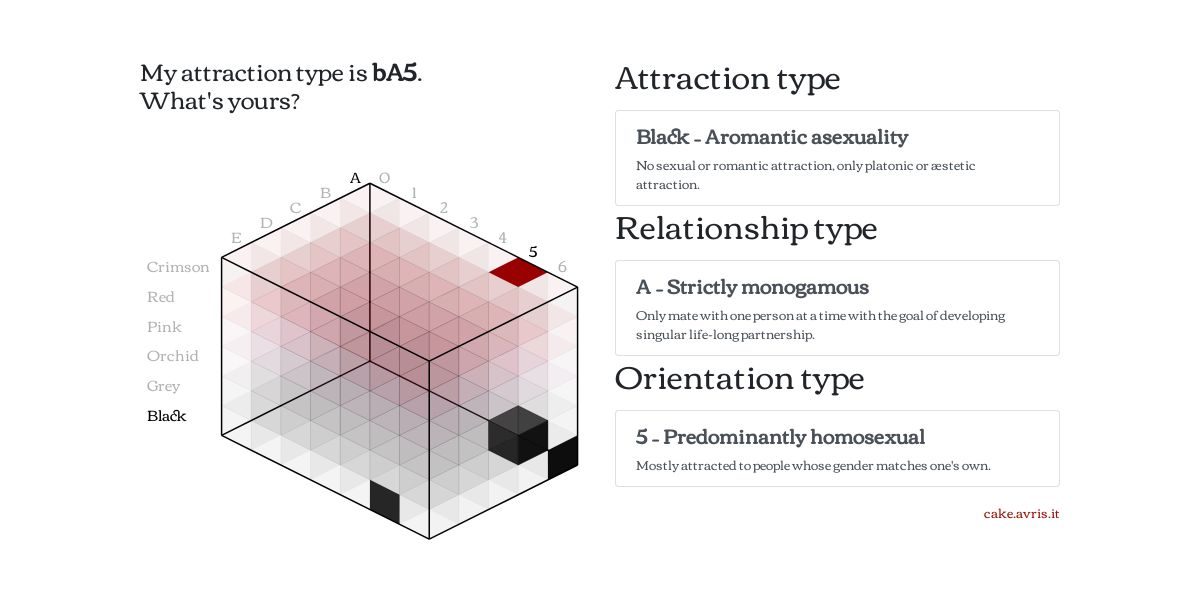 My attraction type is bA5.
What's yours?
A O
B 1
C 2
D 3
E 4
5
6
Crimson
Red
Pink
Orchid
Grey
Black
Attraction type
Black - Aromantic asexuality
No sexual or romantic attraction, only platonic or æstetic
attraction.
Relationship type
A - Strictly monogamous
Only mate with one person at a time with the goal of developing
singular life-long partnership.
Orientation type
5 - Predominantly homosexual
Mostly attracted to people whose gender matches one's own.
cake.avris.it